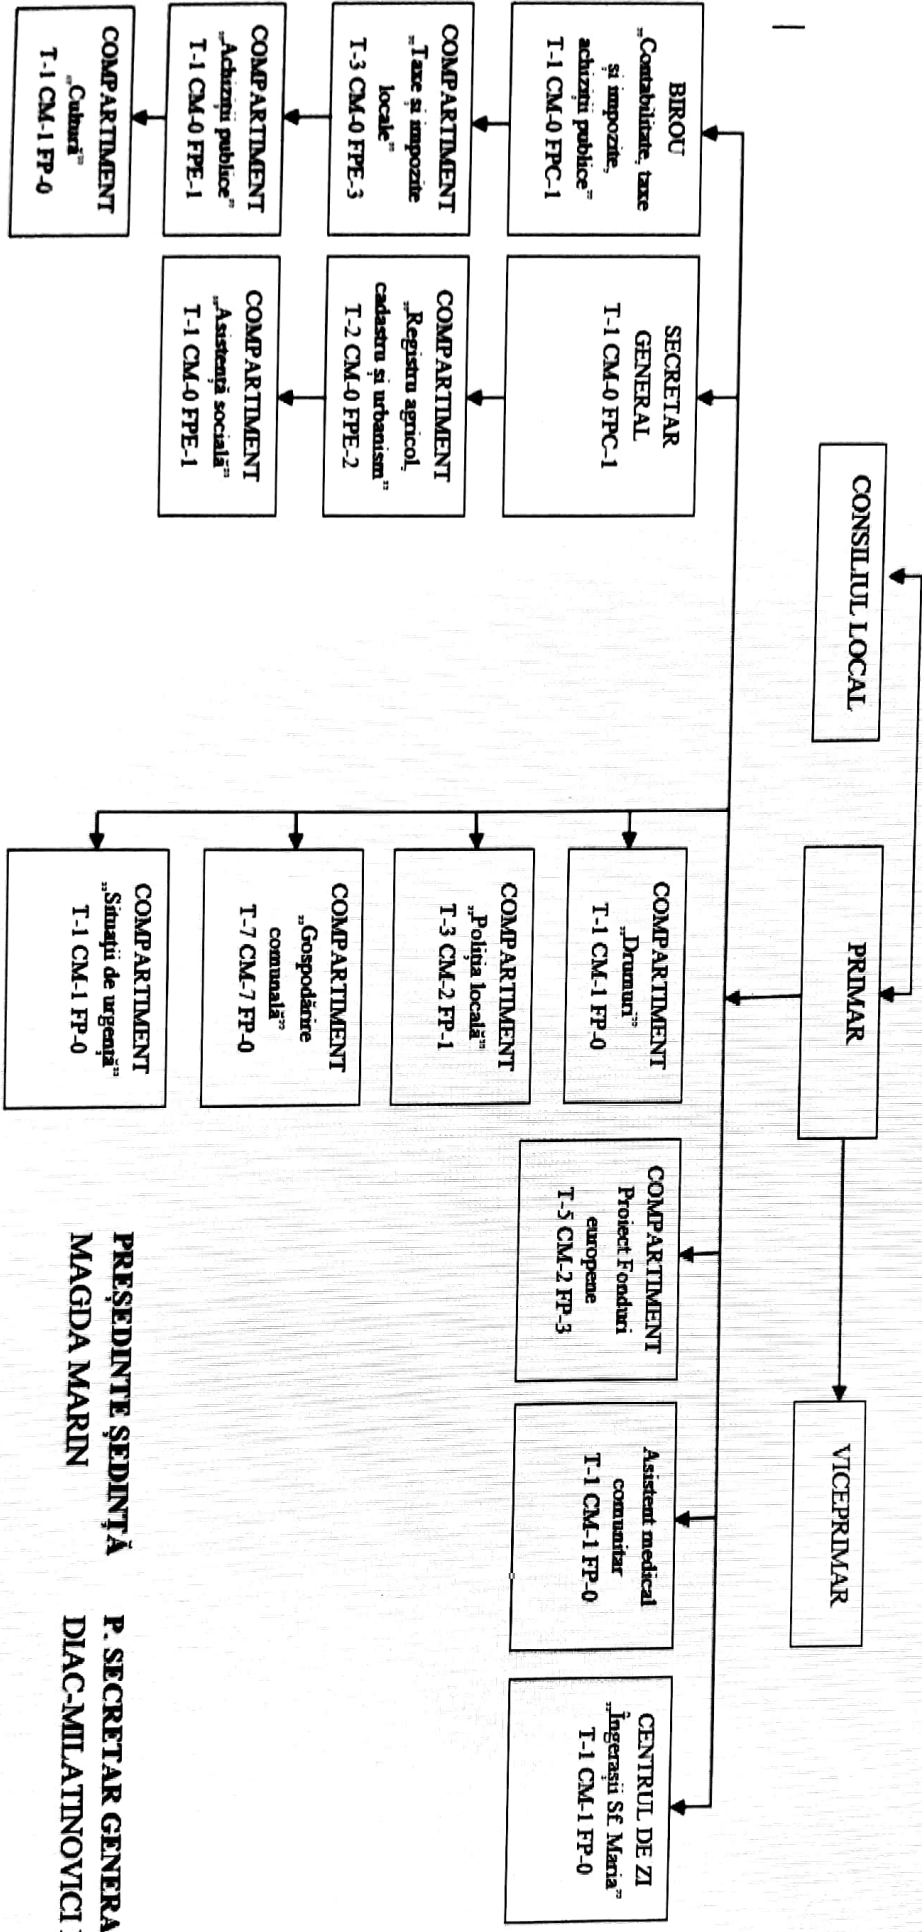 CONSILIUL LOCAL
PRIMAR
VICEPRIMAR
BIROU
„Contabilitate, taxe
și impozite,
achiziții publice”
T-1 CM-0 FPC-1
COMPARTIMENT
„Taxe și impozite
locale”
T-3 CM-0 FPE-3
COMPARTIMENT
„Achiziții publice”
T-1 CM-0 FPE-1
COMPARTIMENT
„Cultură”
T-1 CM-1 FP-0
SECRETAR
GENERAL
T-1 CM-0 FPC-1
COMPARTIMENT
„Registru agricol,
cadastru și urbanism”
T-2 CM-0 FPE-2
COMPARTIMENT
„Asistență socială”
T-1 CM-0 FPE-1
COMPARTIMENT
„Drumuri”
T-1 CM-1 FP-0
COMPARTIMENT
„Poliția locală”
T-3 CM-2 FP-1
COMPARTIMENT
„Gospodărire
comunală”
T-7 CM-7 FP-0
COMPARTIMENT
„Situații de urgență”
T-1 CM-1 FP-0
COMPARTIMENT
Proiect Fonduri
europene
T-5 CM-2 FP-3
Asistent medical
comunitar
T-1 CM-1 FP-0
CENTRUL DE ZI
„Îngerașii Sf. Maria”
T-1 CM-1 FP-0
PREȘEDINTE ȘEDINȚĂ
MAGDA MARIN
P. SECRETAR GENERA
DIAC-MILATINOVICI